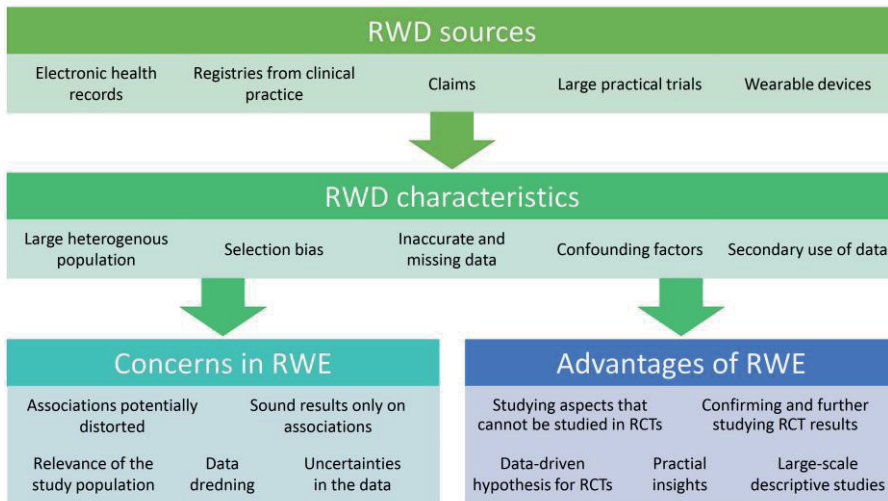 RWD sources
Electronic health
records
Registries from clinical
practice
Claims
Large practical trials
Wearable devices
RWD characteristics
Large heterogenous
population
Selection bias
Inaccurate and
missing data
Confounding factors
Secondary use of data
Concerns in RWE
Associations potentially
distorted
Sound results only on
associations
Relevance of the
study population
Data
dredning
Uncertainties
in the data
Advantages of RWE
Studying aspects that
cannot be studied in RCTs
Confirming and further
studying RCT results
Data-driven
hypothesis for RCTs
Practial
insights
Large-scale
descriptive studies